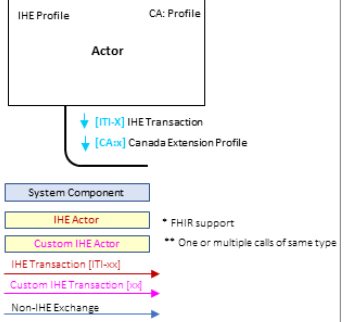 IHE Profile
CA: Profile
Actor
[ITI-X] IHE Transaction
[CA:x] Canada Extension Profile
System Component
IHE Actor
* FHIR support
Custom IHE Actor
** One or multiple calls of same type
IHE Transaction [ITI-xx]
Custom IHE Transaction [xx]
Non-IHE Exchange